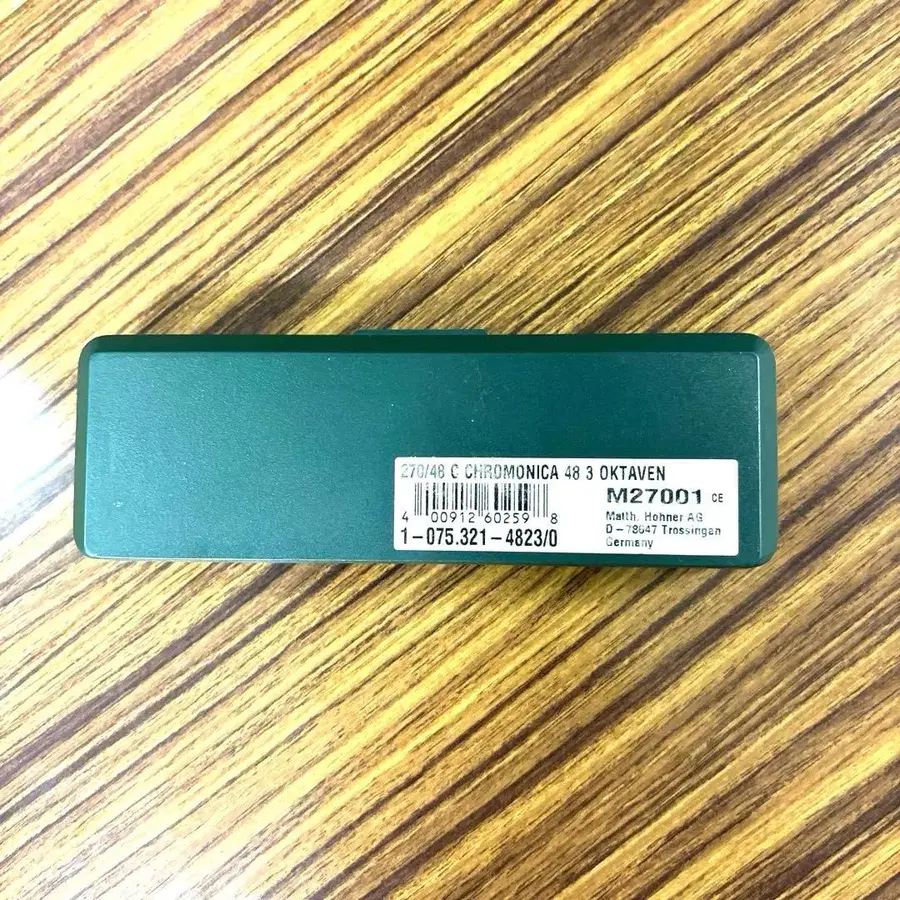 270/48 C CHROMONICA 48 3 OKTAVEN
M27001 CE
4 00912 60259 8
Matth. Hohner AG
D-78647 Trossingen
Germany
1-075.321-4823/0